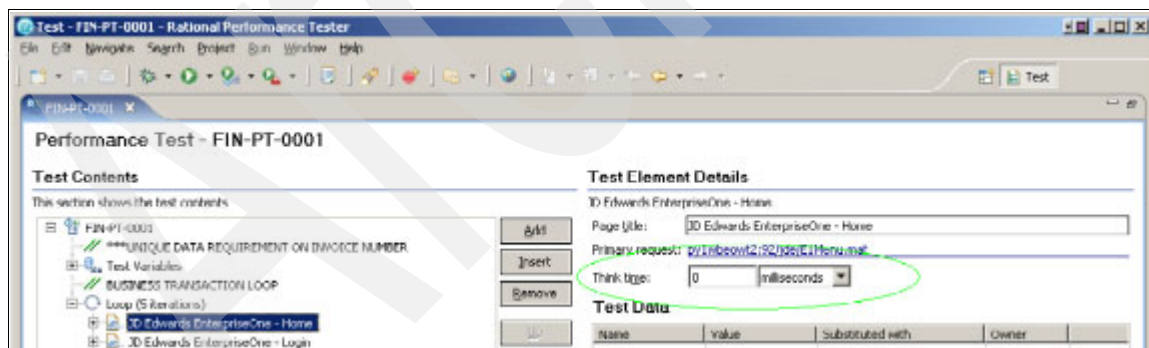 Test - FIN-PT-0001 - Rational Performance Tester
File Edit Navigate Search Project Run Window Help
Test
FIN-PT-0001
Performance Test - FIN-PT-0001
Test Contents
This section shows the test contents
FIN-PT-0001
***UNIQUE DATA REQUIREMENT ON INVOICE NUMBER
Test Variables
BUSINESS TRANSACTION LOOP
Loop (5 iterations)
JD Edwards EnterpriseOne - Home
JD Edwards EnterpriseOne - Login
Add
Insert
Remove
Up
Test Element Details
JD Edwards EnterpriseOne - Home
Page title: JD Edwards EnterpriseOne - Home
Primary request:
Think time: 0 milliseconds
Test Data
Name Value Substituted with Owner